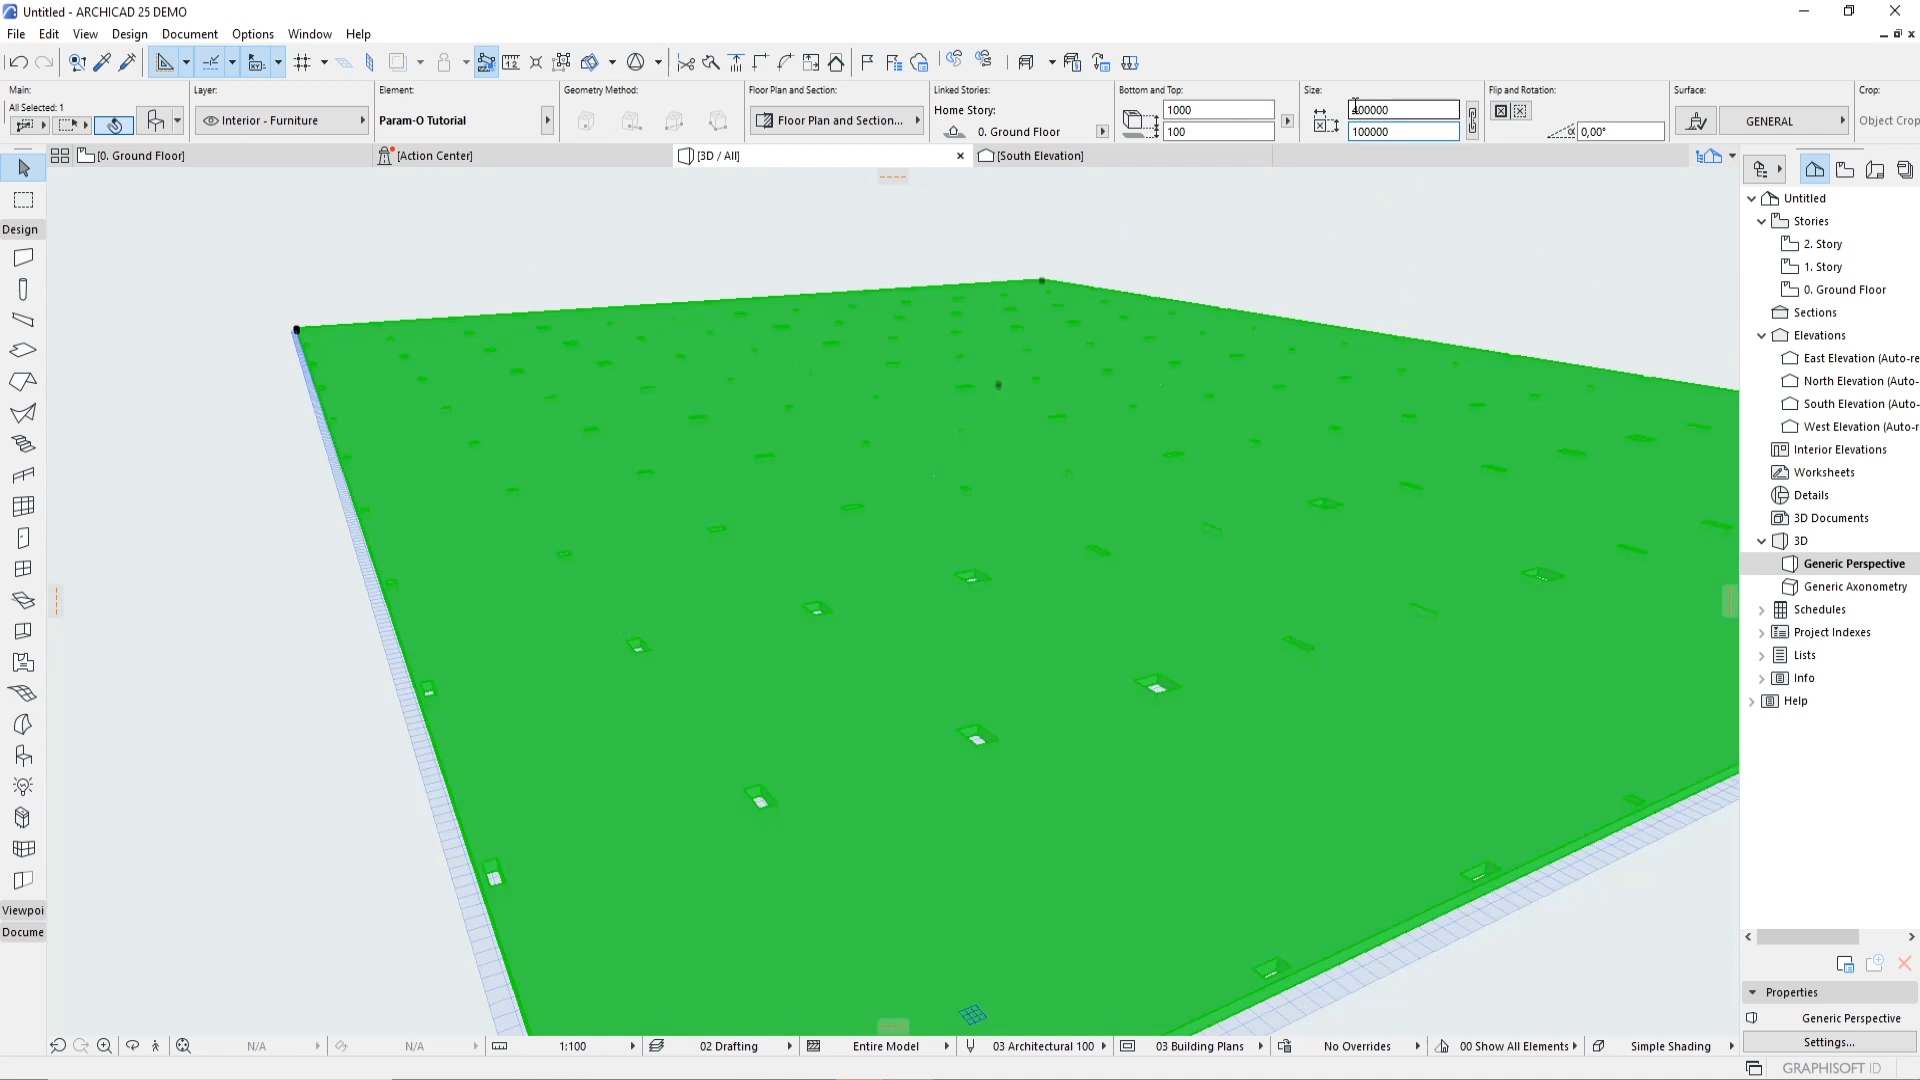 Untitled - ARCHICAD 25 DEMO
File Edit View Design Document Options Window Help
Main: Layer: Element: Geometry Method: Floor Plan and Section: Linked Stories: Bottom and Top: Size: Flip and Rotation: Surface: Crop:
All Selected: 1 Home Story: 1000
Interior - Furniture Param-O Tutorial Floor Plan and Section... GENERAL Object Crop
0. Ground Floor 100 100000 0,00°
[0. Ground Floor] [Action Center] [3D / All] [South Elevation]
Design
Viewpoi
Docume
Untitled
Stories
2. Story
1. Story
0. Ground Floor
Sections
Elevations
East Elevation (Auto-re
North Elevation (Auto-
South Elevation (Auto-
West Elevation (Auto-r
Interior Elevations
Worksheets
Details
3D Documents
3D
Generic Perspective
Generic Axonometry
Schedules
Project Indexes
Lists
Info
Help
Properties
Generic Perspective
Settings...
N/A N/A 1:100 02 Drafting Entire Model 03 Architectural 100 03 Building Plans No Overrides 00 Show All Elements Simple Shading
GRAPHISOFT ID